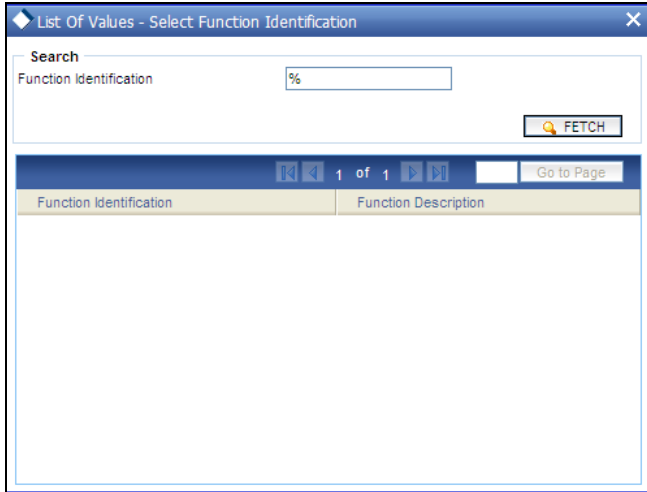 List Of Values - Select Function Identification
Search
Function Identification %
FETCH
1 of 1 Go to Page
Function Identification Function Description